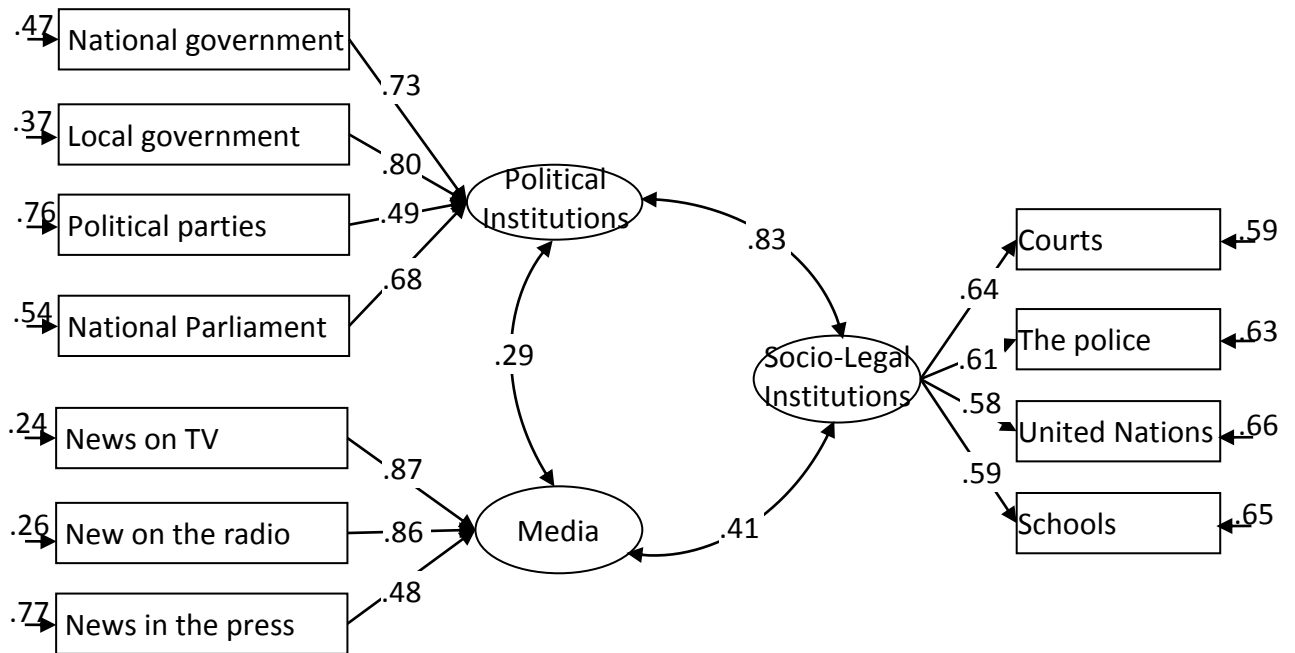 .47
National government
.73
.37
Local government
.80
.76
Political parties
.49
.54
National Parliament
.68
Political
Institutions
.83
.29
Socio-Legal
Institutions
.24
News on TV
.87
.26
New on the radio
.86
.77
News in the press
.48
Media
.41
Courts
.59
.64
The police
.63
.61
United Nations
.66
.58
Schools
.65
.59